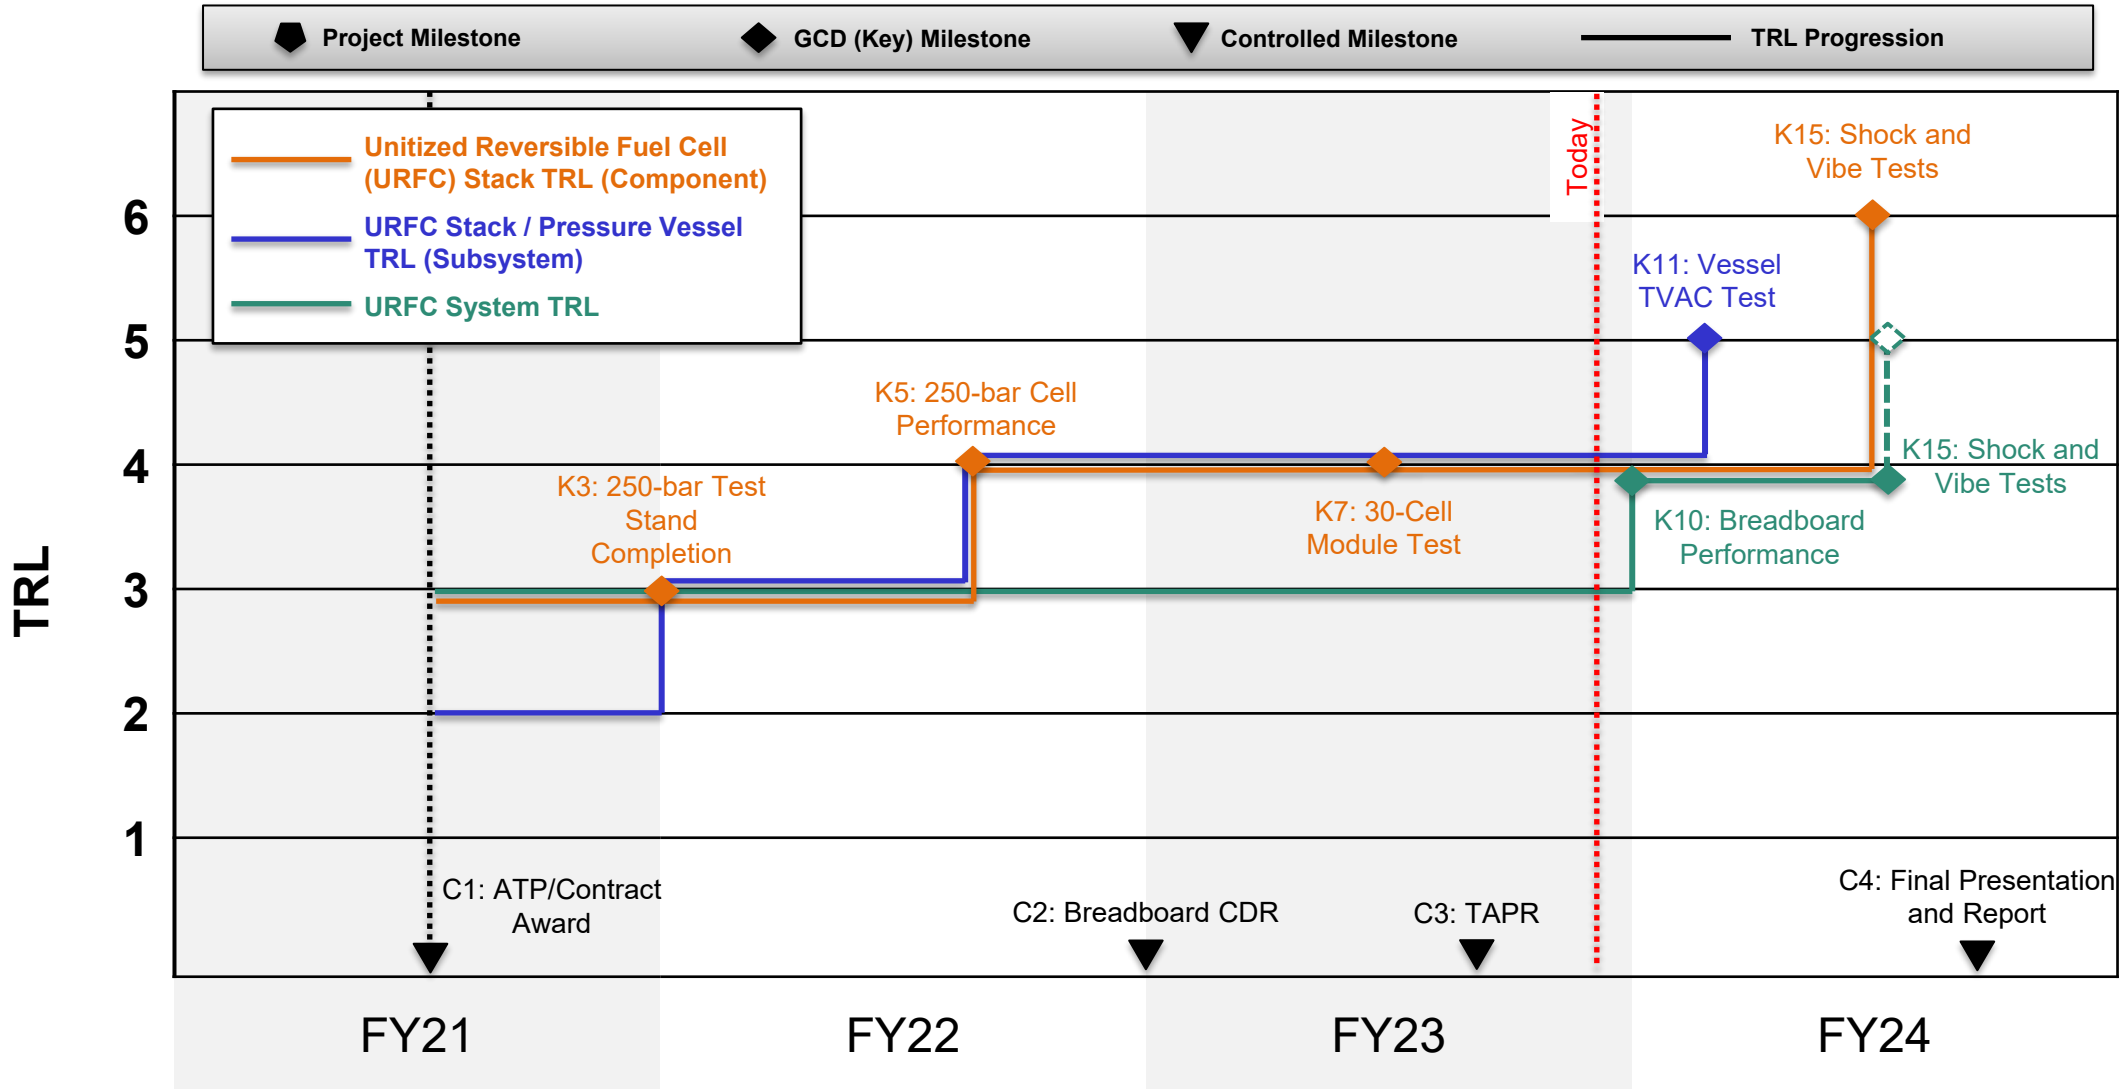 Project Milestone
GCD (Key) Milestone
Controlled Milestone
TRL Progression
Unitized Reversible Fuel Cell
(URFC) Stack TRL (Component)
URFC Stack / Pressure Vessel
TRL (Subsystem)
URFC System TRL
Today
K15: Shock and
Vibe Tests
K11: Vessel
TVAC Test
K5: 250-bar Cell
Performance
K3: 250-bar Test
Stand
Completion
K7: 30-Cell
Module Test
K15: Shock and
Vibe Tests
K10: Breadboard
Performance
TRL
6
5
4
3
2
1
C1: ATP/Contract
Award
C2: Breadboard CDR
C3: TAPR
C4: Final Presentation
and Report
FY21
FY22
FY23
FY24